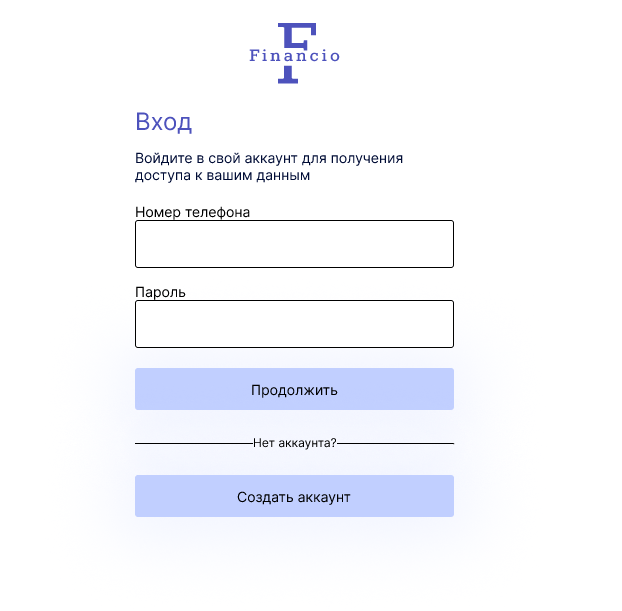 Financio
Вход
Войдите в свой аккаунт для получения
доступа к вашим данным
Номер телефона
Пароль
Продолжить
Нет аккаунта?
Создать аккаунт